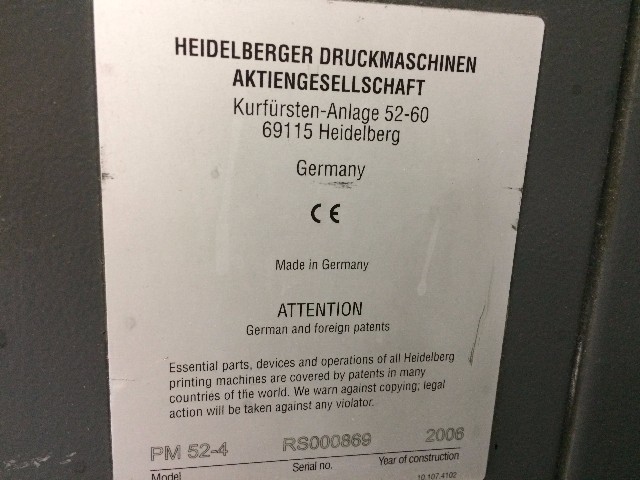 HEIDELBERGER DRUCKMASCHINEN
AKTIENGESELLSCHAFT
Kurfürsten-Anlage 52-60
69115 Heidelberg
Germany
CE
Made in Germany
ATTENTION
German and foreign patents
Essential parts, devices and operations of all Heidelberg
printing machines are covered by patents in many
countries of the world. We warn against copying; legal
action will be taken against any violator.
PM 52-4 RS000869 2006
Model Serial no. Year of construction
10.107.4102